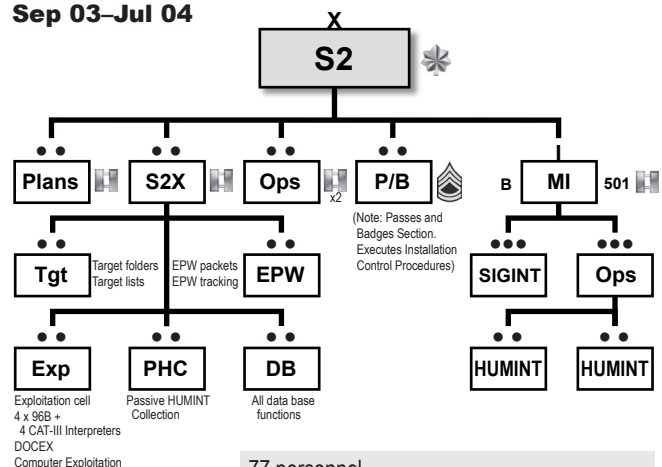 Sep 03–Jul 04
X
S2
Plans
S2X
Ops
x2
P/B
B
MI
501
(Note: Passes and
Badges Section.
Executes Installation
Control Procedures)
Tgt
Target folders
Target lists
EPW packets
EPW tracking
EPW
SIGINT
Ops
Exp
PHC
DB
HUMINT
HUMINT
Exploitation cell
4 x 96B +
4 CAT-III Interpreters
DOCEX
Computer Exploitation
Passive HUMINT
Collection
All data base
functions
77 personnel